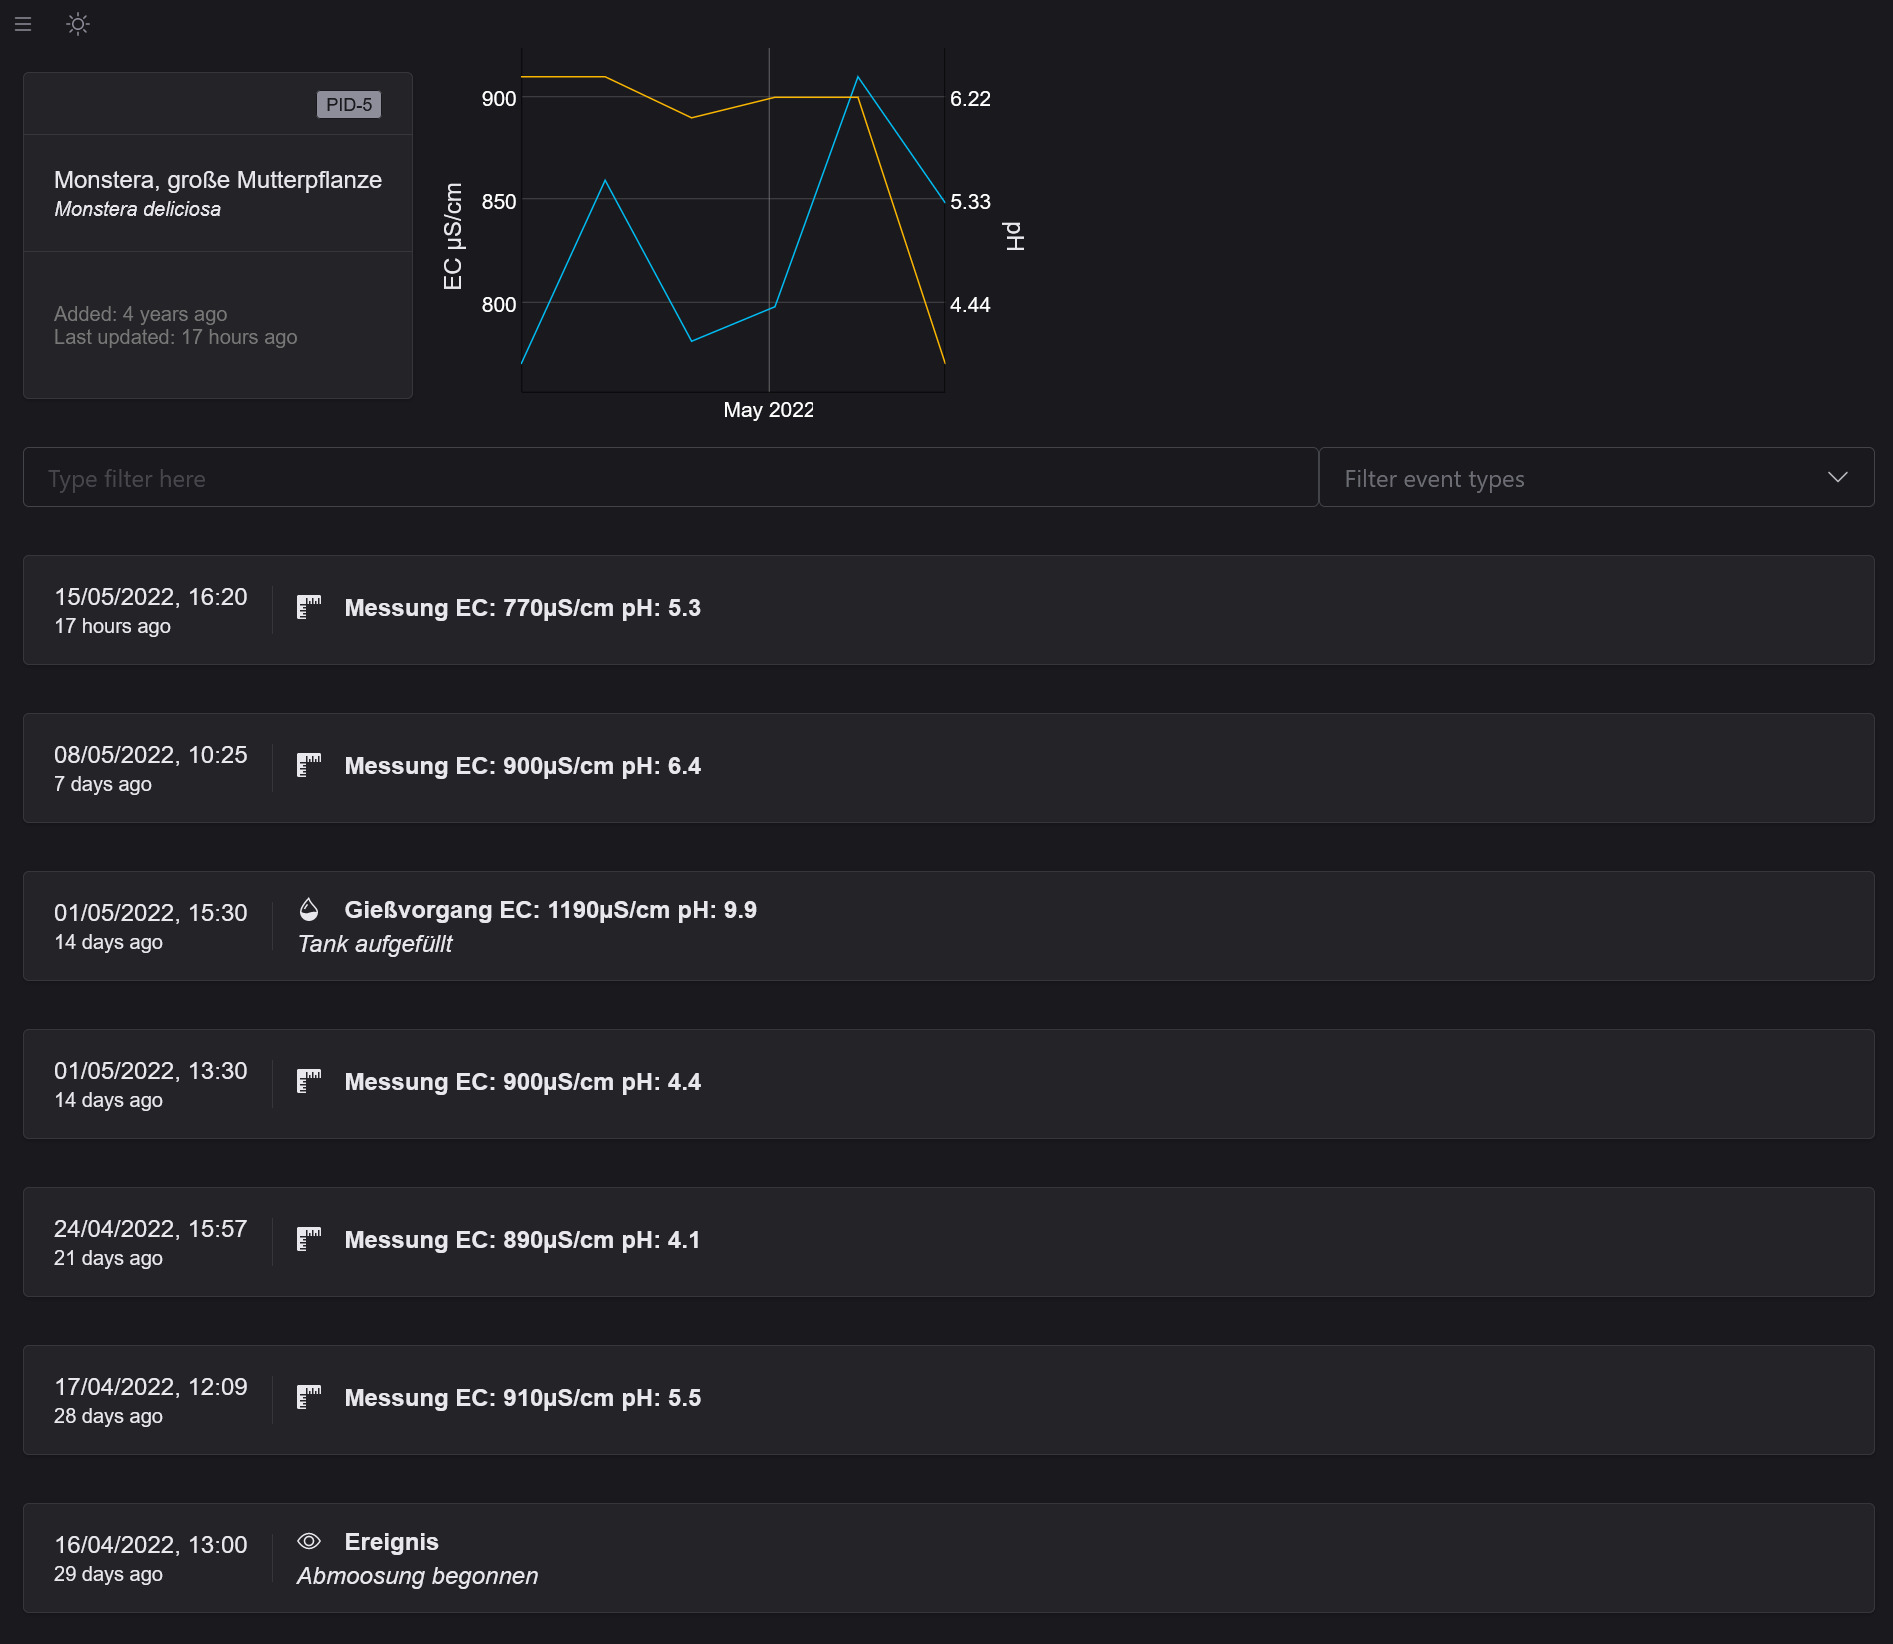 PID-5
Monstera, große Mutterpflanze
Monstera deliciosa
Added: 4 years ago
Last updated: 17 hours ago
EC µS/cm
900
850
800
6.22
5.33
4.44
pH
May 2022
Type filter here
Filter event types
15/05/2022, 16:20
17 hours ago
Messung EC: 770µS/cm pH: 5.3
08/05/2022, 10:25
7 days ago
Messung EC: 900µS/cm pH: 6.4
01/05/2022, 15:30
14 days ago
Gießvorgang EC: 1190µS/cm pH: 9.9
Tank aufgefüllt
01/05/2022, 13:30
14 days ago
Messung EC: 900µS/cm pH: 4.4
24/04/2022, 15:57
21 days ago
Messung EC: 890µS/cm pH: 4.1
17/04/2022, 12:09
28 days ago
Messung EC: 910µS/cm pH: 5.5
16/04/2022, 13:00
29 days ago
Ereignis
Abmoosung begonnen